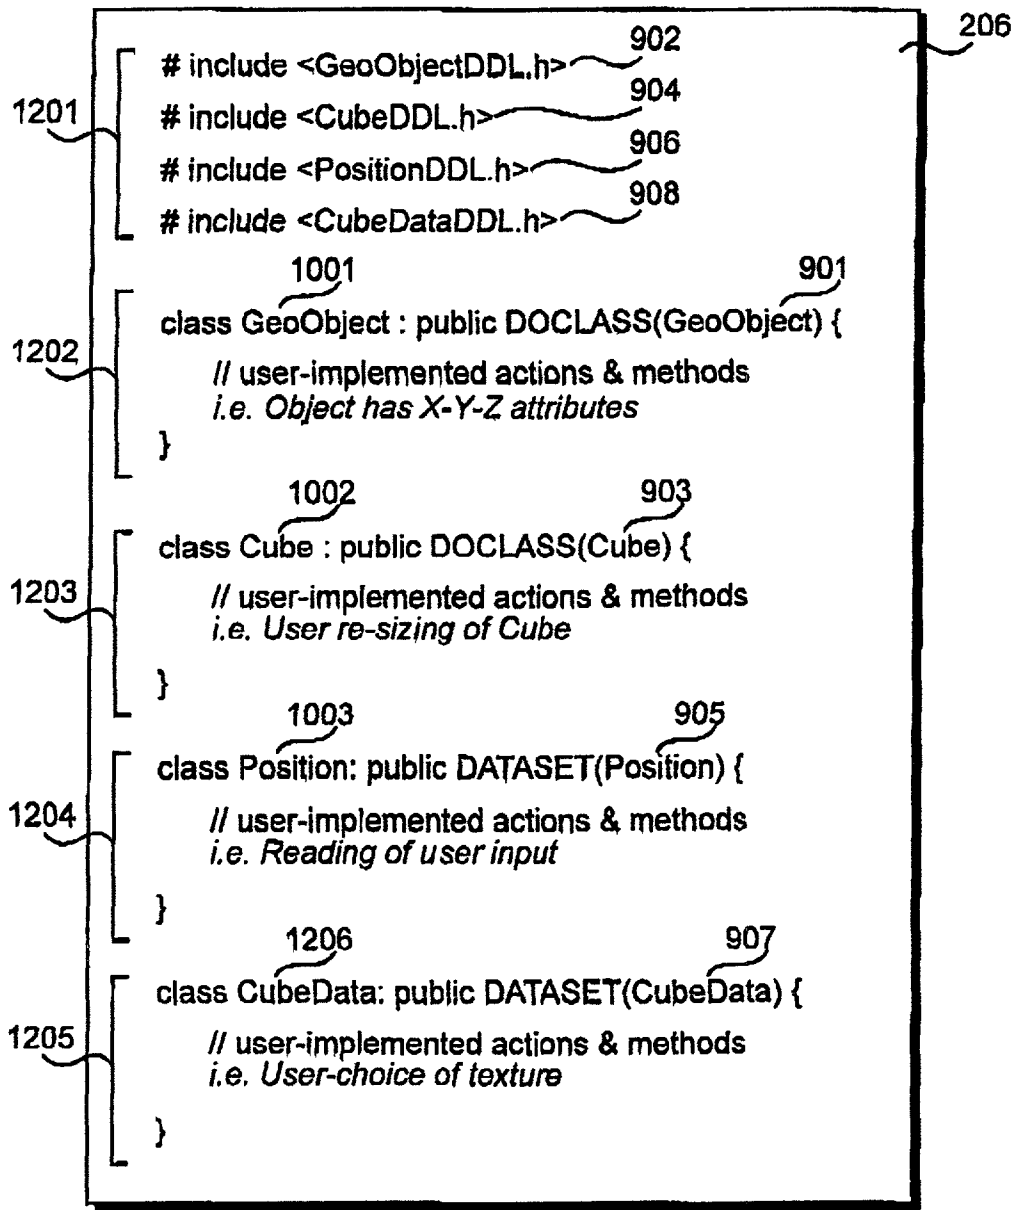 206
902
# include <GeoObjectDDL.h>
904
1201
# include <CubeDDL.h>
906
# include <PositionDDL.h>
908
# include <CubeDataDDL.h>
1001 901
class GeoObject : public DOCLASS(GeoObject) {
1202
// user-implemented actions & methods
i.e. Object has X-Y-Z attributes
}
1002 903
class Cube : public DOCLASS(Cube) {
1203
// user-implemented actions & methods
i.e. User re-sizing of Cube
}
1003 905
class Position: public DATASET(Position) {
1204
// user-implemented actions & methods
i.e. Reading of user input
}
1206 907
class CubeData: public DATASET(CubeData) {
1205
// user-implemented actions & methods
i.e. User-choice of texture
}